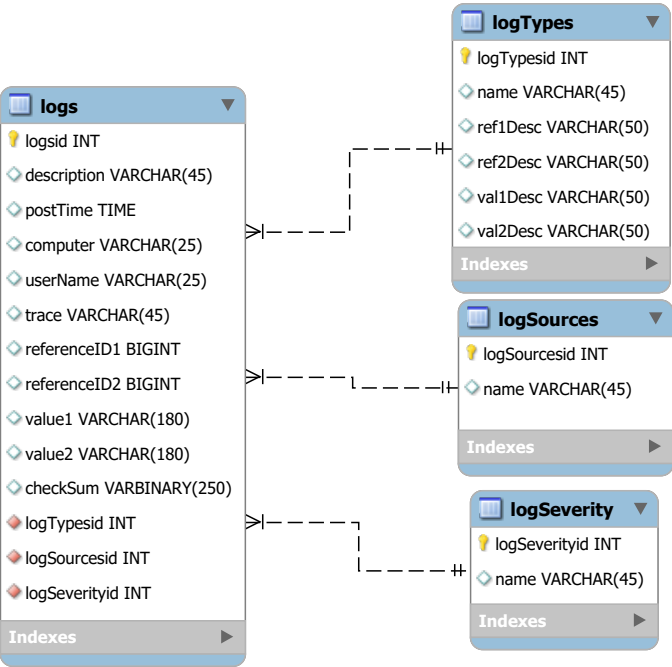 logs
logsid INT
description VARCHAR(45)
postTime TIME
computer VARCHAR(25)
userName VARCHAR(25)
trace VARCHAR(45)
referenceID1 BIGINT
referenceID2 BIGINT
value1 VARCHAR(180)
value2 VARCHAR(180)
checkSum VARBINARY(250)
logTypesid INT
logSourcesid INT
logSeverityid INT
Indexes
logTypes
logTypesid INT
name VARCHAR(45)
ref1Desc VARCHAR(50)
ref2Desc VARCHAR(50)
val1Desc VARCHAR(50)
val2Desc VARCHAR(50)
Indexes
logSources
logSourcesid INT
name VARCHAR(45)
Indexes
logSeverity
logSeverityid INT
name VARCHAR(45)
Indexes